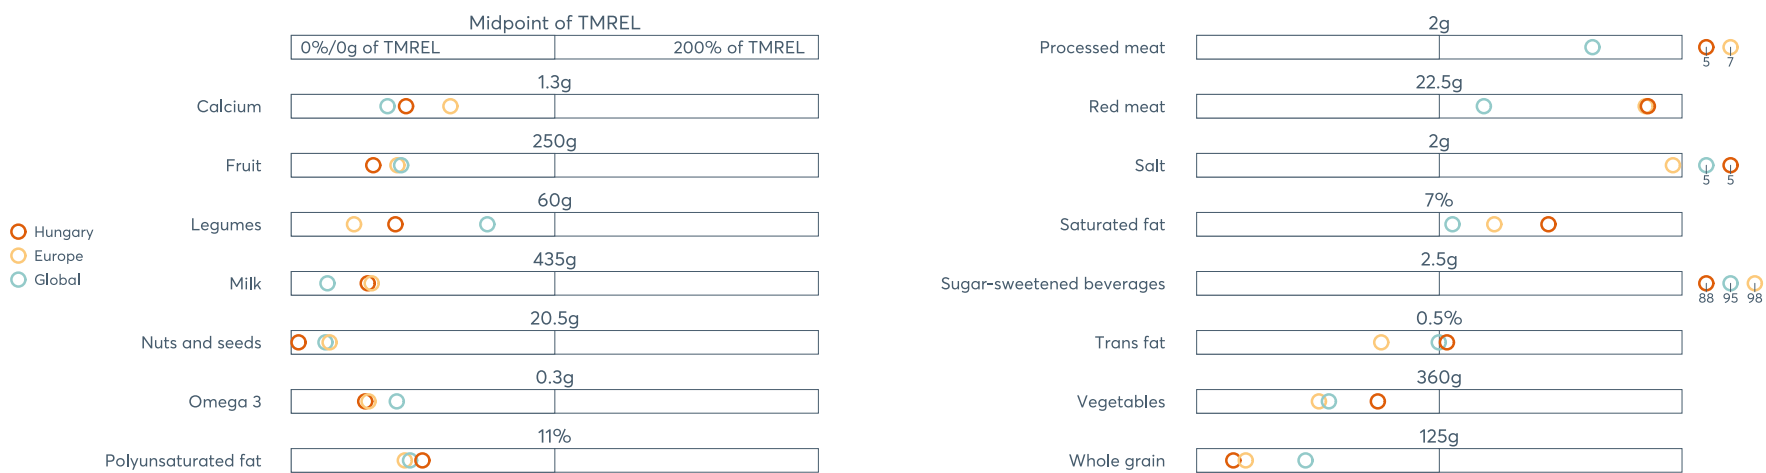 Midpoint of TMREL
0%/0g of TMREL 200% of TMREL
Calcium 1.3g
Fruit 250g
Legumes 60g
Milk 435g
Nuts and seeds 20.5g
Omega 3 0.3g
Polyunsaturated fat 11%
Hungary
Europe
Global
Processed meat 2g 5 7
Red meat 22.5g
Salt 2g 5 5
Saturated fat 7%
Sugar-sweetened beverages 2.5g 88 95 98
Trans fat 0.5%
Vegetables 360g
Whole grain 125g